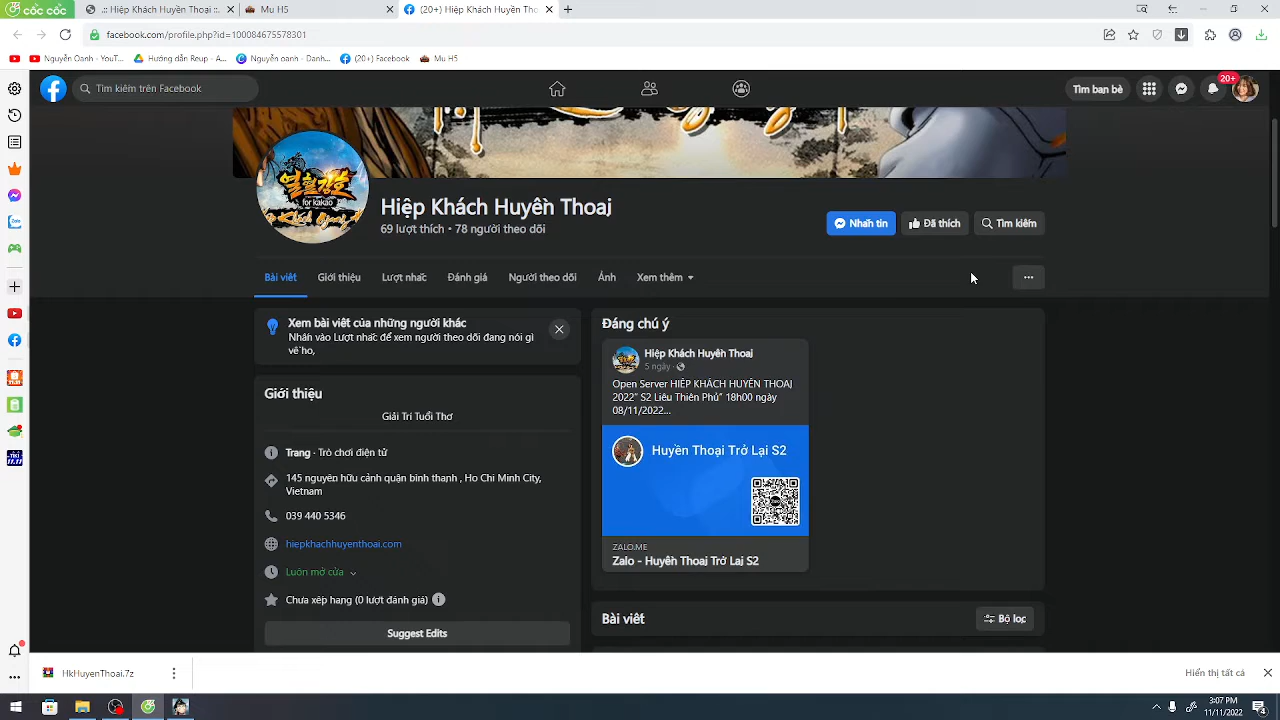 cốc cốc
.:: Hiệp Khách Huyền Thoại ::.
Mu H5
(20+) Hiệp Khách Huyền Tho
facebook.com/profile.php?id=100084675578301
Nguyễn Oanh - YouT...
Hướng dẫn Reup - A...
Nguyễn oanh - Danh...
(20+) Facebook
Mu H5
Tìm kiếm trên Facebook
Tìm bạn bè
20+
열혈강호
for kakao
Hiệp Khách Huyền Thoại
69 lượt thích • 78 người theo dõi
Nhắn tin
Đã thích
Tìm kiếm
Bài viết
Giới thiệu
Lượt nhắc
Đánh giá
Người theo dõi
Ảnh
Xem thêm
Xem bài viết của những người khác
Nhấn vào Lượt nhắc để xem người theo dõi đang nói gì
về họ,
Giới thiệu
Giải Trí Tuổi Thơ
Trang · Trò chơi điện tử
145 nguyên hữu cảnh quận bình thạnh , Ho Chi Minh City,
Vietnam
039 440 5346
hiepkhachhuyenthoai.com
Luôn mở cửa
Chưa xếp hạng (0 lượt đánh giá)
Suggest Edits
Đáng chú ý
Hiệp Khách Huyền Thoại
5 ngày ·
Open Server HIỆP KHÁCH HUYỀN THOẠI
2022" S2 Liễu Thiên Phủ" 18h00 ngày
08/11/2022...
Huyền Thoại Trở Lại S2
ZALO.ME
Zalo - Huyền Thoại Trở Lại S2
Bài viết
Bộ lọc
HkHuyenThoai.7z
Hiển thị tất cả
3:07 PM
11/11/2022